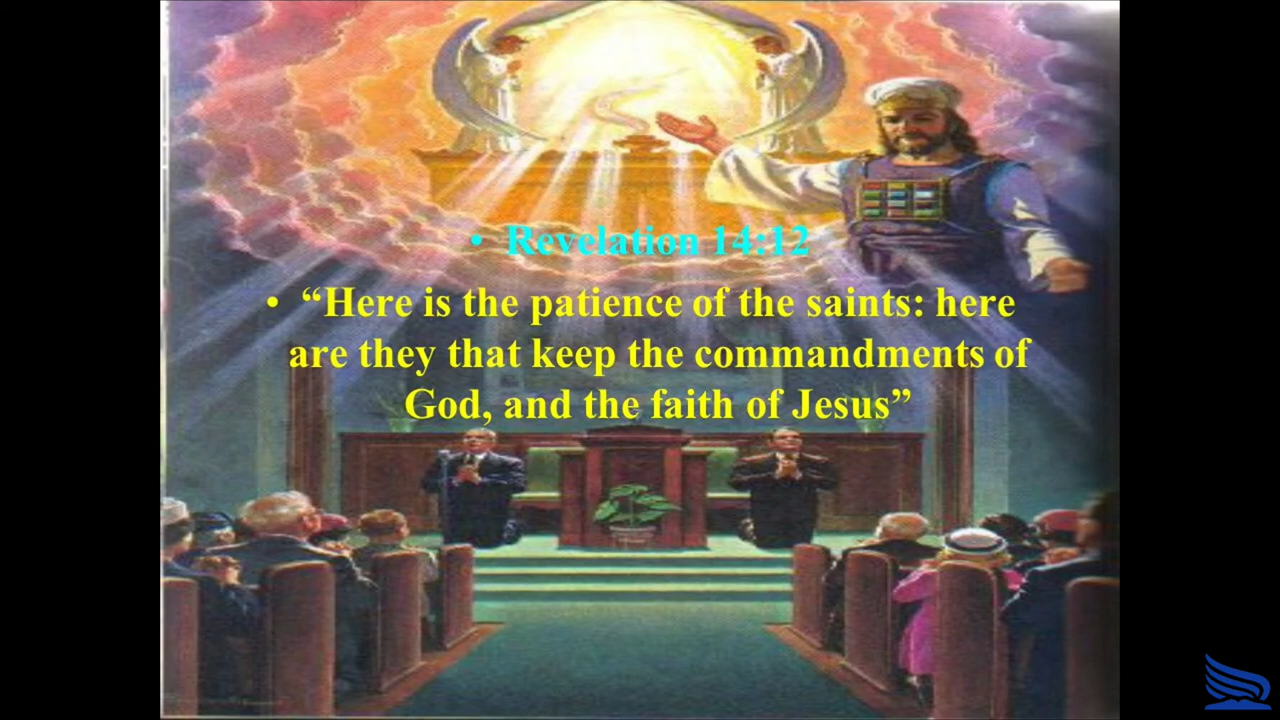 • Revelation 14:12
• “Here is the patience of the saints: here
are they that keep the commandments of
God, and the faith of Jesus”